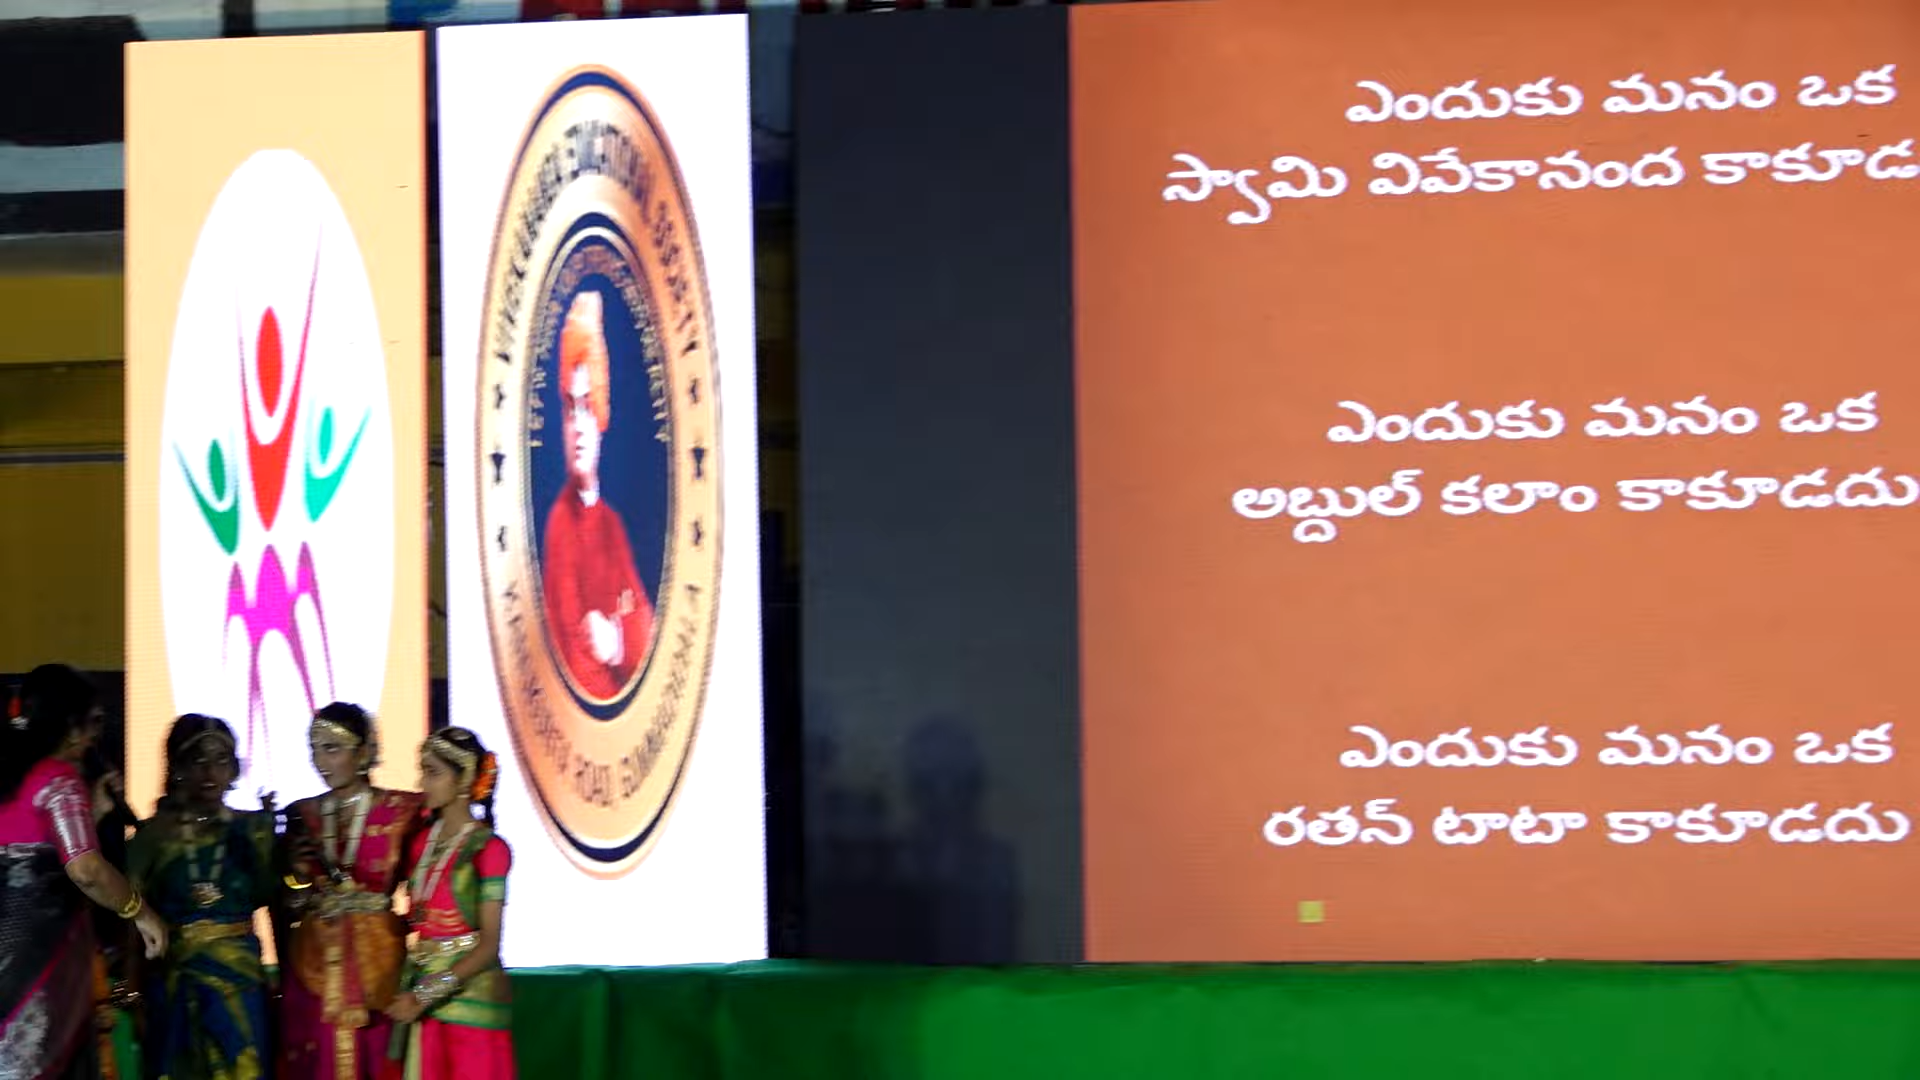 ఎందుకు మనం ఒక
స్వామి వివేకానంద కాకూడ
ఎందుకు మనం ఒక
అబ్దుల్ కలాం కాకూడదు
ఎందుకు మనం ఒక
రతన్ టాటా కాకూడదు